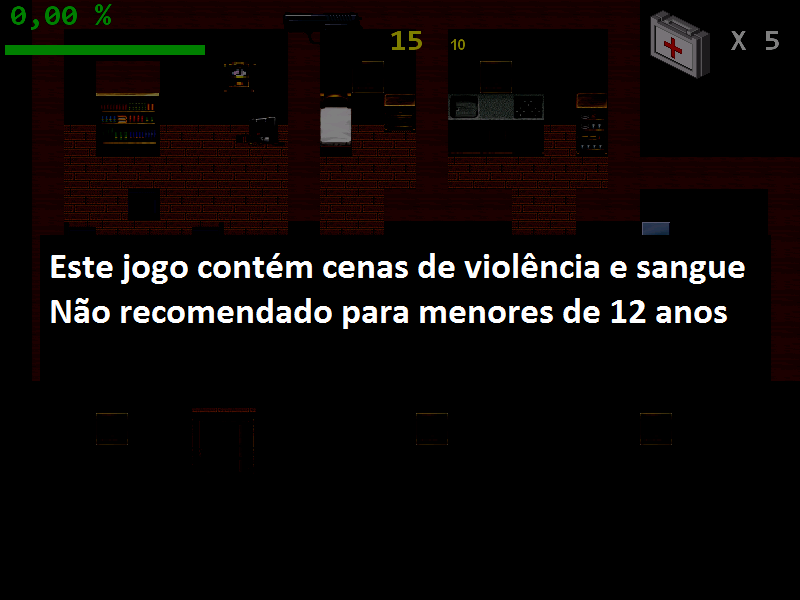 0,00 %
15 10
X 5
Este jogo contém cenas de violência e sangue
Não recomendado para menores de 12 anos